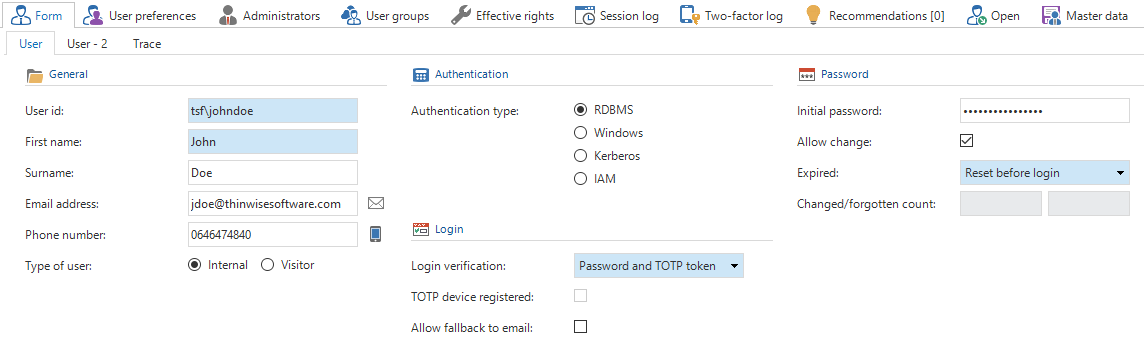 Form User preferences Administrators User groups Effective rights Session log Two-factor log Recommendations [0] Open Master data
User User - 2 Trace
General
User id: tsf\johndoe
First name: John
Surname: Doe
Email address: jdoe@thinwisesoftware.com
Phone number: 0646474840
Type of user: Internal Visitor
Authentication
Authentication type: RDBMS
Windows
Kerberos
IAM
Login
Login verification: Password and TOTP token
TOTP device registered:
Allow fallback to email:
Password
Initial password: •••••••••••••••
Allow change:
Expired: Reset before login
Changed/forgotten count: